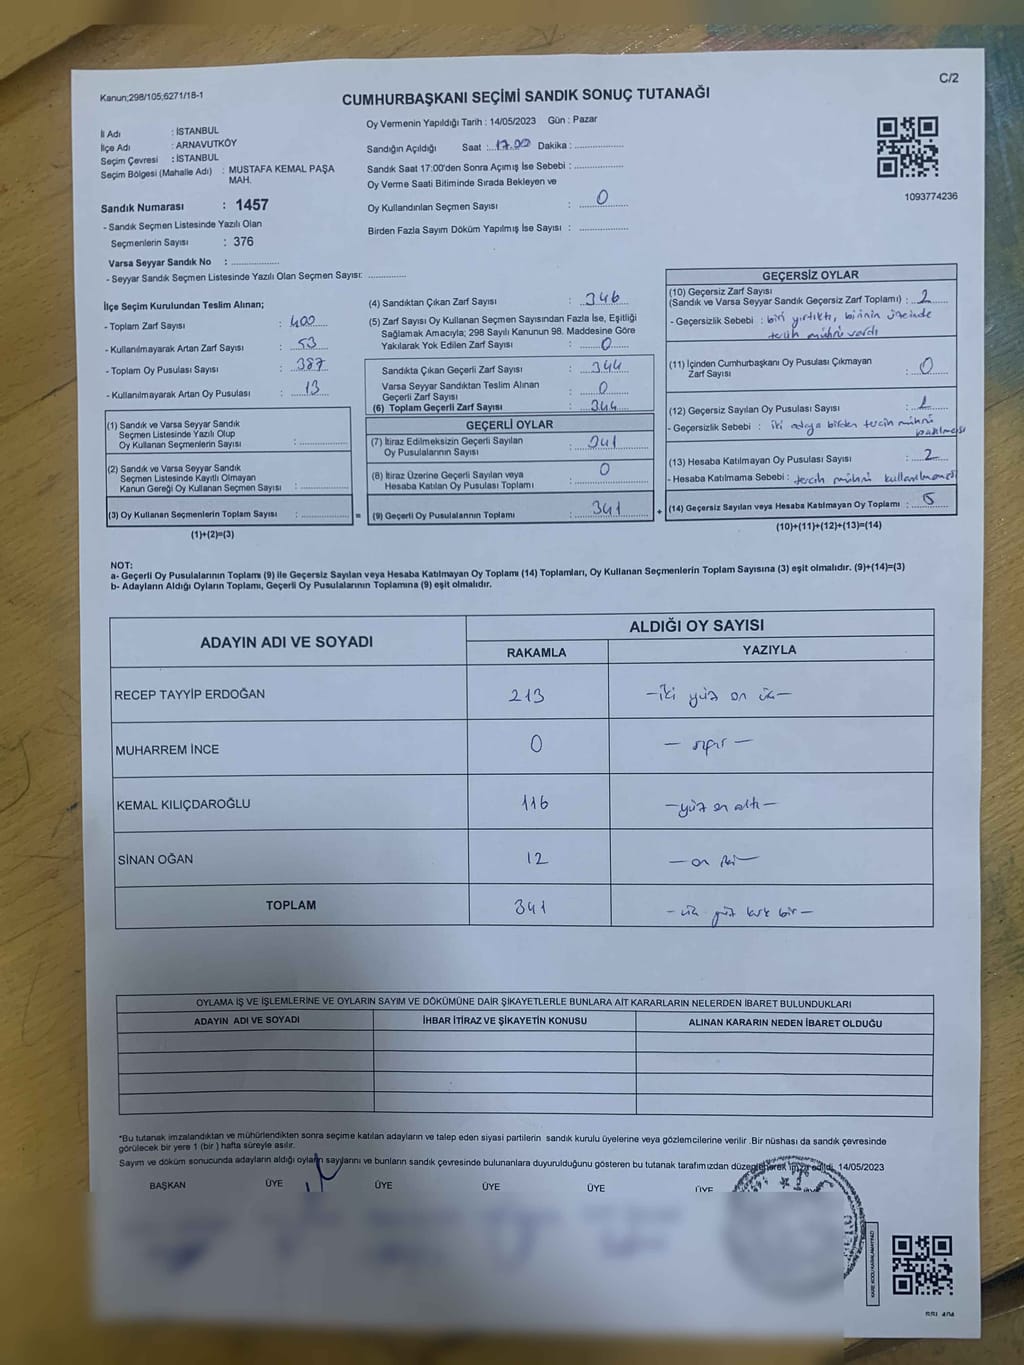 Kanun;298/105;6271/18-1
C/2
CUMHURBAŞKANI SEÇİMİ SANDIK SONUÇ TUTANAĞI
İl Adı : İSTANBUL
İlçe Adı : ARNAVUTKÖY
Seçim Çevresi : İSTANBUL
Seçim Bölgesi (Mahalle Adı) : MUSTAFA KEMAL PAŞA
MAH.
Sandık Numarası : 1457
- Sandık Seçmen Listesinde Yazılı Olan
Seçmenlerin Sayısı : 376
Varsa Seyyar Sandık No : ................
- Seyyar Sandık Seçmen Listesinde Yazılı Olan Seçmen Sayısı: ............
Oy Vermenin Yapıldığı Tarih : 14/05/2023 Gün : Pazar
Sandığın Açıldığı Saat : 17.00 Dakika : ................
Sandık Saat 17:00'den Sonra Açımış İse Sebebi : ................
Oy Verme Saati Bitiminde Sırada Bekleyen ve
Oy Kullandırılan Seçmen Sayısı : 0
Birden Fazla Sayım Döküm Yapılmış İse Sayısı : ................
1093774236
İlçe Seçim Kurulundan Teslim Alınan;
- Toplam Zarf Sayısı : 400
- Kullanılmayarak Artan Zarf Sayısı : 53
- Toplam Oy Pusulası Sayısı : 387
- Kullanılmayarak Artan Oy Pusulası : 13
(1) Sandık ve Varsa Seyyar Sandık
Seçmen Listesinde Yazılı Olup
Oy Kullanan Seçmenlerin Sayısı : ................
(2) Sandık ve Varsa Seyyar Sandık
Seçmen Listesinde Kayıtlı Olmayan
Kanun Gereği Oy Kullanan Seçmen Sayısı : ................
(3) Oy Kullanan Seçmenlerin Toplam Sayısı : ................ =
(1)+(2)=(3)
(4) Sandıktan Çıkan Zarf Sayısı : 346
(5) Zarf Sayısı Oy Kullanan Seçmen Sayısından Fazla İse, Eşitliği
Sağlamak Amacıyla; 298 Sayılı Kanunun 98. Maddesine Göre
Yakılarak Yok Edilen Zarf Sayısı : 0
Sandıkta Çıkan Geçerli Zarf Sayısı : 344
Varsa Seyyar Sandıktan Teslim Alınan
Geçerli Zarf Sayısı : 0
(6) Toplam Geçerli Zarf Sayısı : 344
GEÇERLİ OYLAR
(7) İtiraz Edilmeksizin Geçerli Sayılan
Oy Pusulalarının Sayısı : 341
(8) İtiraz Üzerine Geçerli Sayılan veya
Hesaba Katılan Oy Pusulası Toplamı : 0
(9) Geçerli Oy Pusulalarının Toplamı : 341 +
GEÇERSİZ OYLAR
(10) Geçersiz Zarf Sayısı
(Sandık ve Varsa Seyyar Sandık Geçersiz Zarf Toplamı) : 2
- Geçersizlik Sebebi : biri yırtıktı, birinin üzerinde
tercih mührü vardı
(11) İçinden Cumhurbaşkanı Oy Pusulası Çıkmayan
Zarf Sayısı : 0
(12) Geçersiz Sayılan Oy Pusulası Sayısı : 1
- Geçersizlik Sebebi : iki adaya birden tercih mührü
basılması
(13) Hesaba Katılmayan Oy Pusulası Sayısı : 2
- Hesaba Katılmama Sebebi : tercih mührü kullanılmamış
(14) Geçersiz Sayılan veya Hesaba Katılmayan Oy Toplamı : 5
(10)+(11)+(12)+(13)=(14)
NOT:
a- Geçerli Oy Pusulalarının Toplamı (9) ile Geçersiz Sayılan veya Hesaba Katılmayan Oy Toplamı (14) Toplamları, Oy Kullanan Seçmenlerin Toplam Sayısına (3) eşit olmalıdır. (9)+(14)=(3)
b- Adayların Aldığı Oyların Toplamı, Geçerli Oy Pusulalarının Toplamına (9) eşit olmalıdır.
ADAYIN ADI VE SOYADI
ALDIĞI OY SAYISI
RAKAMLA YAZIYLA
RECEP TAYYİP ERDOĞAN 213 - iki yüz on üç -
MUHARREM İNCE 0 - sıfır -
KEMAL KILIÇDAROĞLU 116 - yüz on altı -
SİNAN OĞAN 12 - on iki -
TOPLAM 341 - üç yüz kırk bir -
OYLAMA İŞ VE İŞLEMLERİNE VE OYLARIN SAYIM VE DÖKÜMÜNE DAİR ŞİKAYETLERLE BUNLARA AİT KARARLARIN NELERDEN İBARET BULUNDUKLARI
ADAYIN ADI VE SOYADI İHBAR İTİRAZ VE ŞİKAYETİN KONUSU ALINAN KARARIN NEDEN İBARET OLDUĞU
*Bu tutanak imzalandıktan ve mühürlendikten sonra seçime katılan adayların ve talep eden siyasi partilerin sandık kurulu üyelerine veya gözlemcilerine verilir .Bir nüshası da sandık çevresinde
görülecek bir yere 1 (bir ) hafta süreyle asılır.
Sayım ve döküm sonucunda adayların aldığı oyların sayılarını ve bunların sandık çevresinde bulunanlara duyurulduğunu gösteren bu tutanak tarafımızdan düzenlenerek imza edildi. 14/05/2023
BAŞKAN ÜYE ÜYE ÜYE ÜYE ÜYE